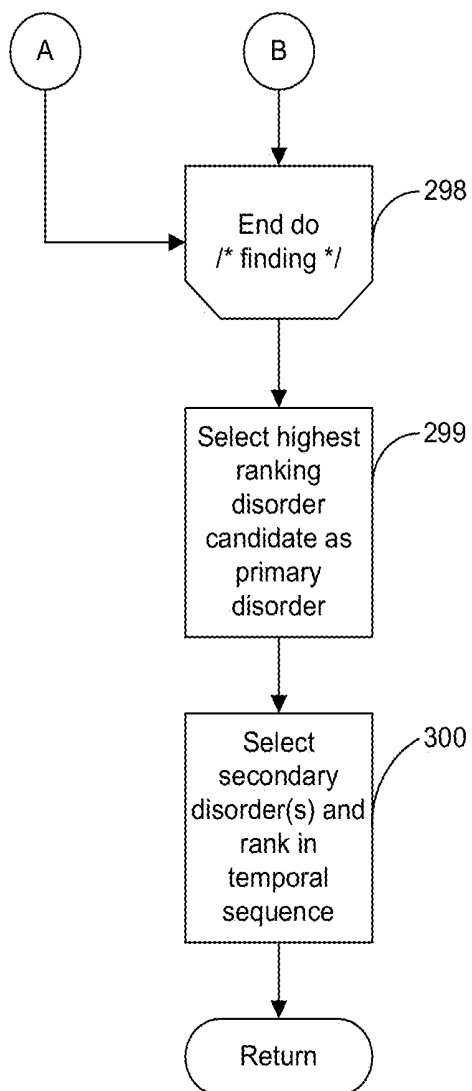 A
B
End do
/* finding */
298
Select highest
ranking
disorder
candidate as
primary
disorder
299
Select
secondary
disorder(s) and
rank in
temporal
sequence
300
Return